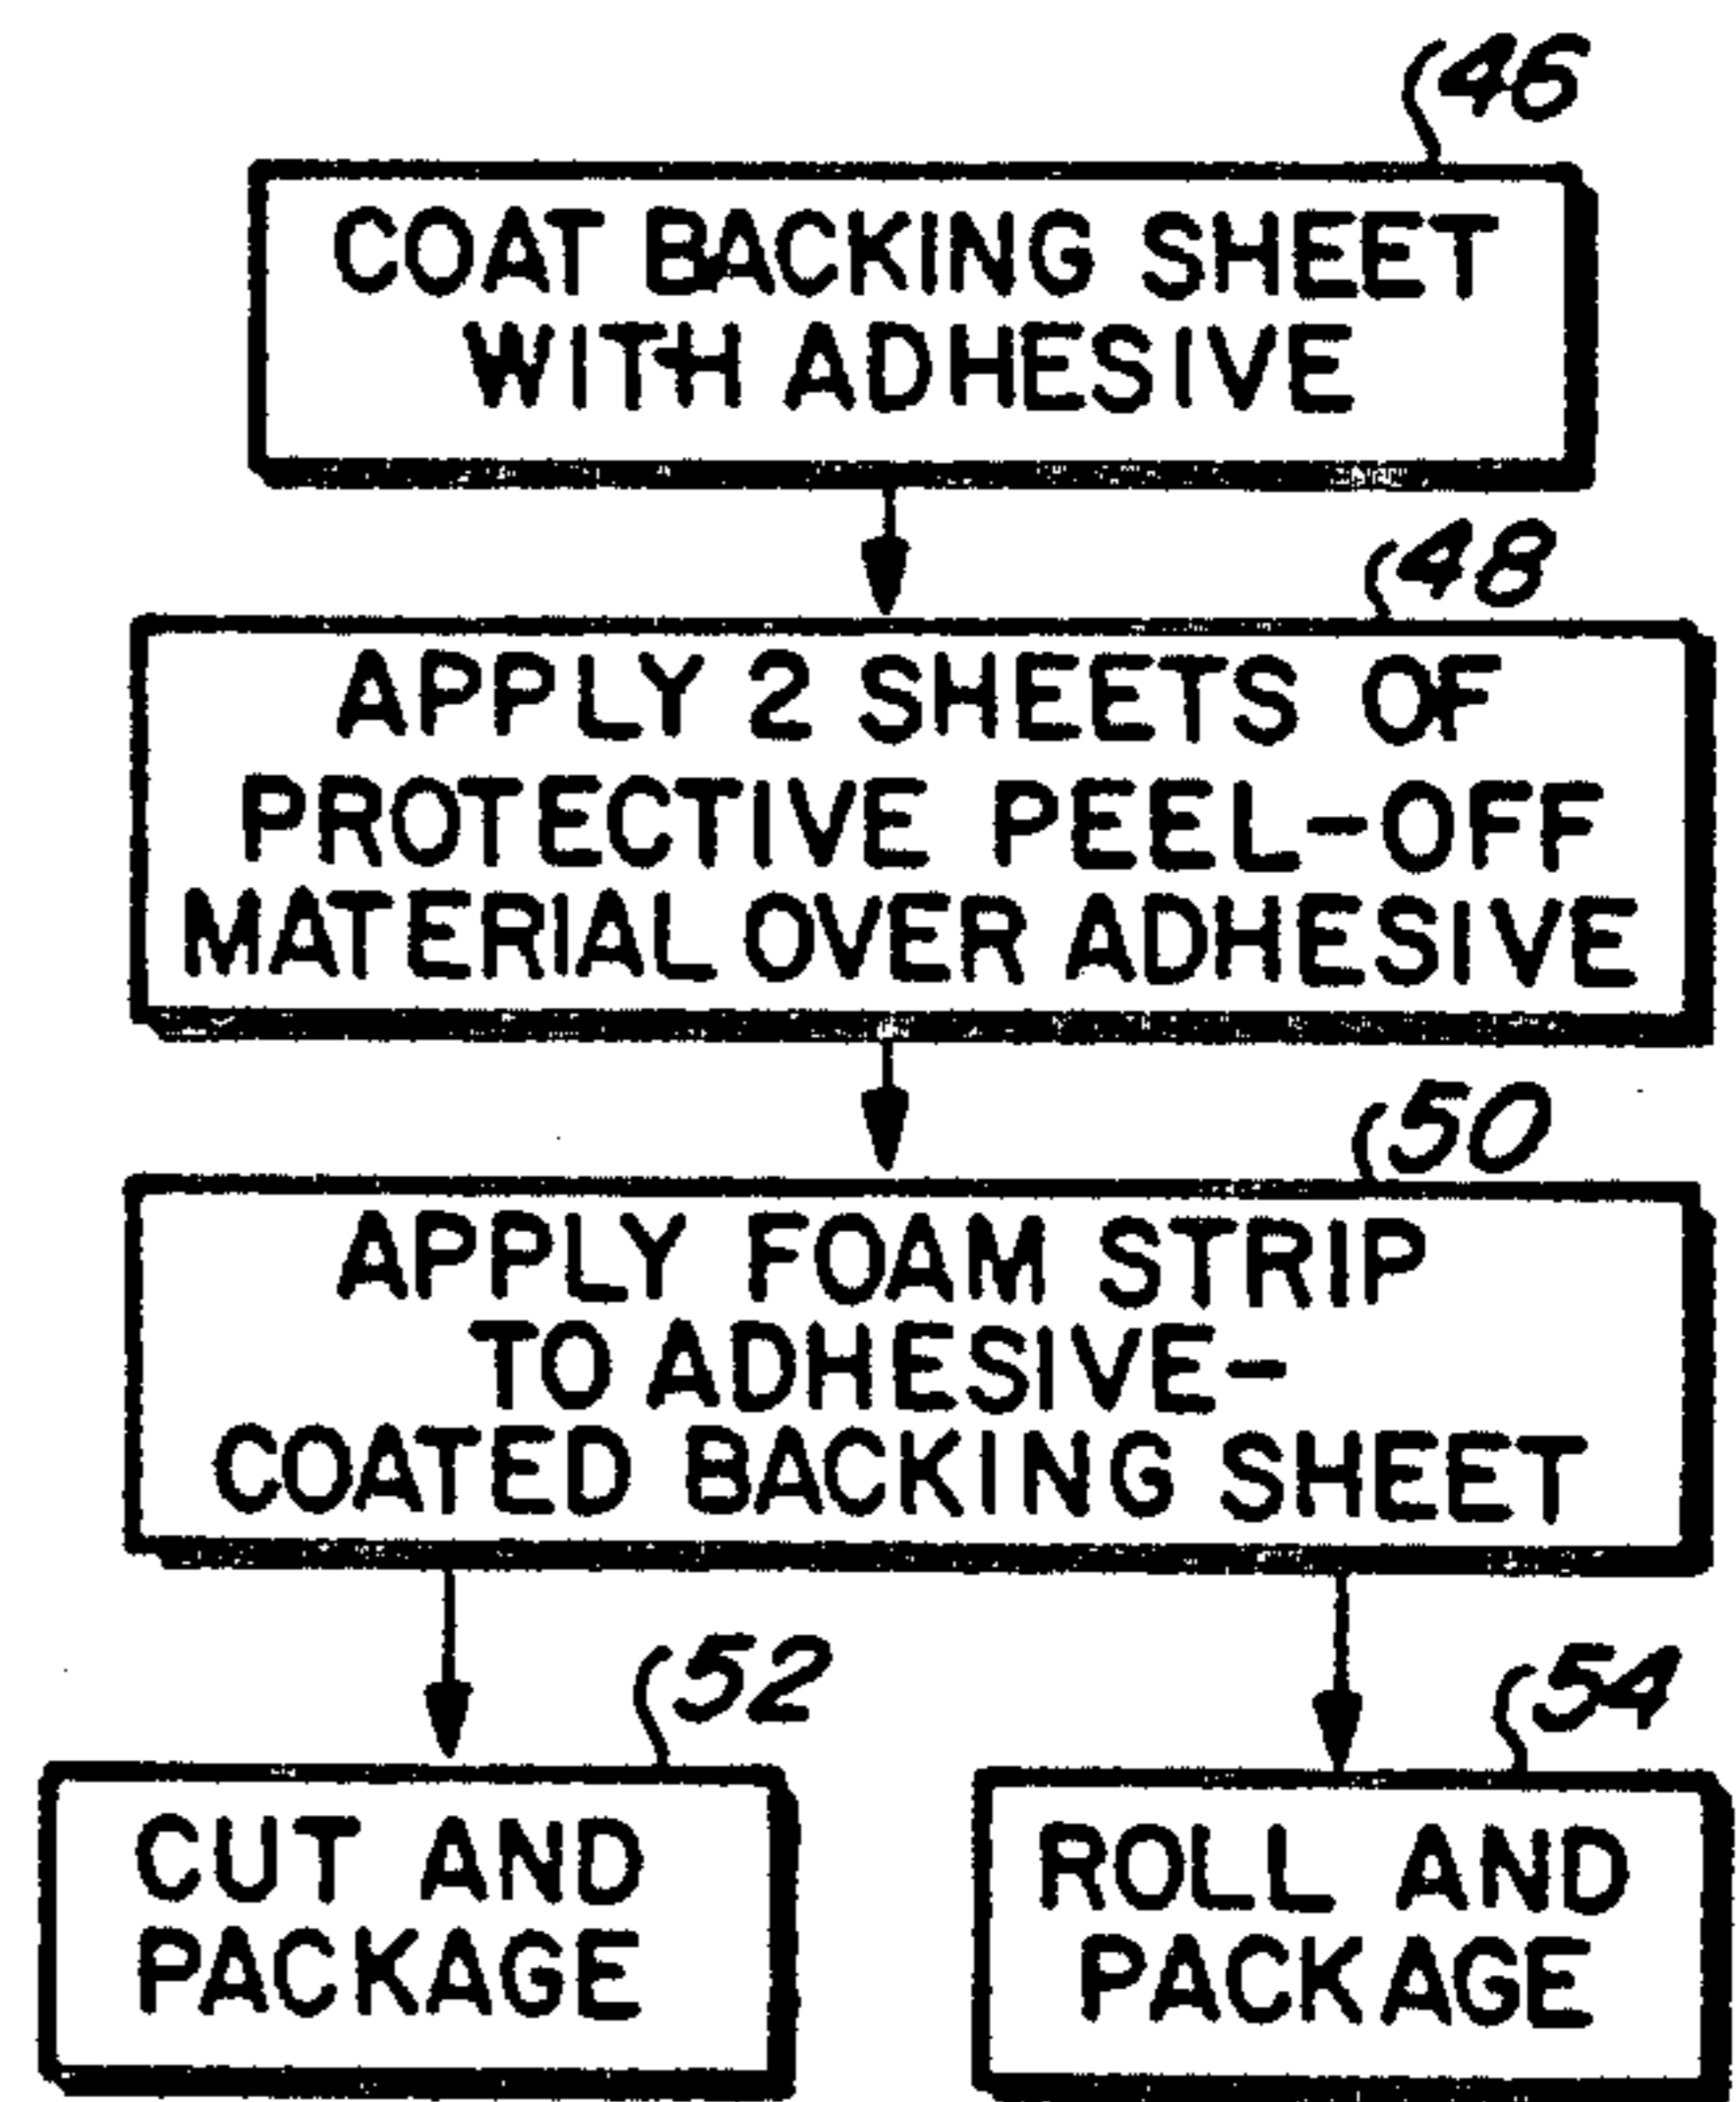 46
COAT BACKING SHEET
WITH ADHESIVE
48
APPLY 2 SHEETS OF
PROTECTIVE PEEL-OFF
MATERIAL OVER ADHESIVE
50
APPLY FOAM STRIP
TO ADHESIVE-
COATED BACKING SHEET
52
CUT AND
PACKAGE
54
ROLL AND
PACKAGE